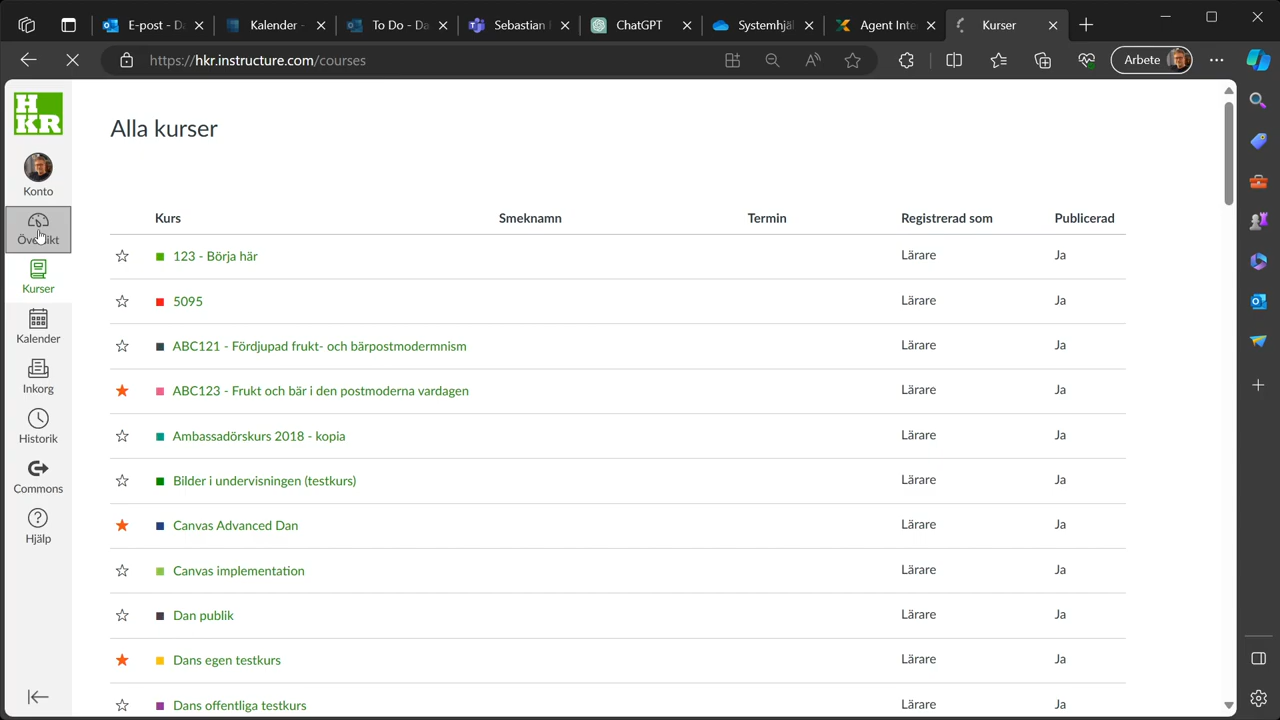 E-post - Da
Kalender -
To Do - Da
Sebastian
ChatGPT
Systemhjäl
Agent Inte
Kurser
https://hkr.instructure.com/courses
Arbete
HKR
Konto
Översikt
Kurser
Kalender
Inkorg
Historik
Commons
Hjälp
Alla kurser
Kurs Smeknamn Termin Registrerad som Publicerad
123 - Börja här Lärare Ja
5095 Lärare Ja
ABC121 - Fördjupad frukt- och bärpostmodermnism Lärare Ja
ABC123 - Frukt och bär i den postmoderna vardagen Lärare Ja
Ambassadörskurs 2018 - kopia Lärare Ja
Bilder i undervisningen (testkurs) Lärare Ja
Canvas Advanced Dan Lärare Ja
Canvas implementation Lärare Ja
Dan publik Lärare Ja
Dans egen testkurs Lärare Ja
Dans offentliga testkurs Lärare Ja